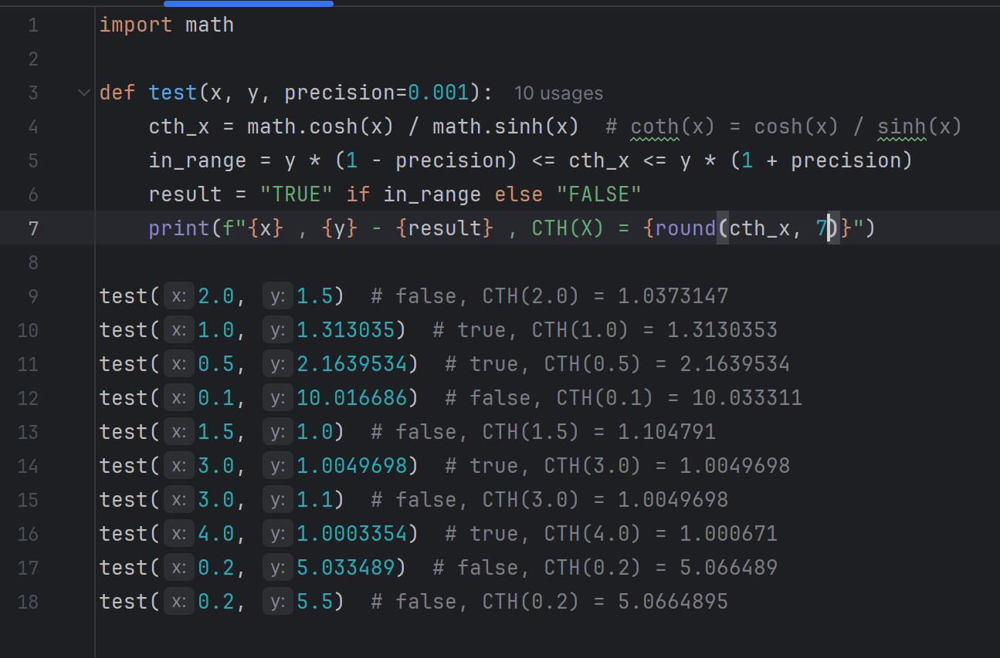 1 import math
2
3 def test(x, y, precision=0.001): 10 usages
4 cth_x = math.cosh(x) / math.sinh(x) # coth(x) = cosh(x) / sinh(x)
5 in_range = y * (1 - precision) <= cth_x <= y * (1 + precision)
6 result = "TRUE" if in_range else "FALSE"
7 print(f"{x} , {y} - {result} , CTH(X) = {round(cth_x, 7)}")
8
9 test( x: 2.0, y: 1.5) # false, CTH(2.0) = 1.0373147
10 test( x: 1.0, y: 1.313035) # true, CTH(1.0) = 1.3130353
11 test( x: 0.5, y: 2.1639534) # true, CTH(0.5) = 2.1639534
12 test( x: 0.1, y: 10.016686) # false, CTH(0.1) = 10.033311
13 test( x: 1.5, y: 1.0) # false, CTH(1.5) = 1.104791
14 test( x: 3.0, y: 1.0049698) # true, CTH(3.0) = 1.0049698
15 test( x: 3.0, y: 1.1) # false, CTH(3.0) = 1.0049698
16 test( x: 4.0, y: 1.0003354) # true, CTH(4.0) = 1.000671
17 test( x: 0.2, y: 5.033489) # false, CTH(0.2) = 5.066489
18 test( x: 0.2, y: 5.5) # false, CTH(0.2) = 5.0664895